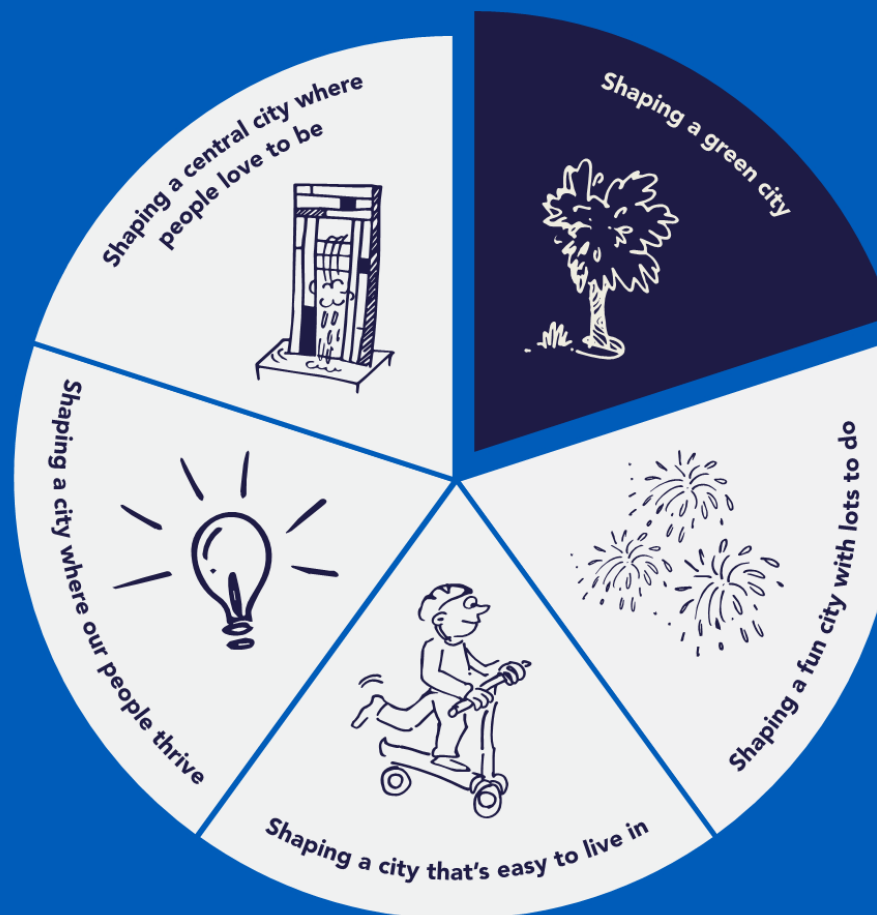 Shaping a central city where
people love to be
Shaping a green city
Shaping a fun city with lots to do
Shaping a city that's easy to live in
Shaping a city where our people thrive